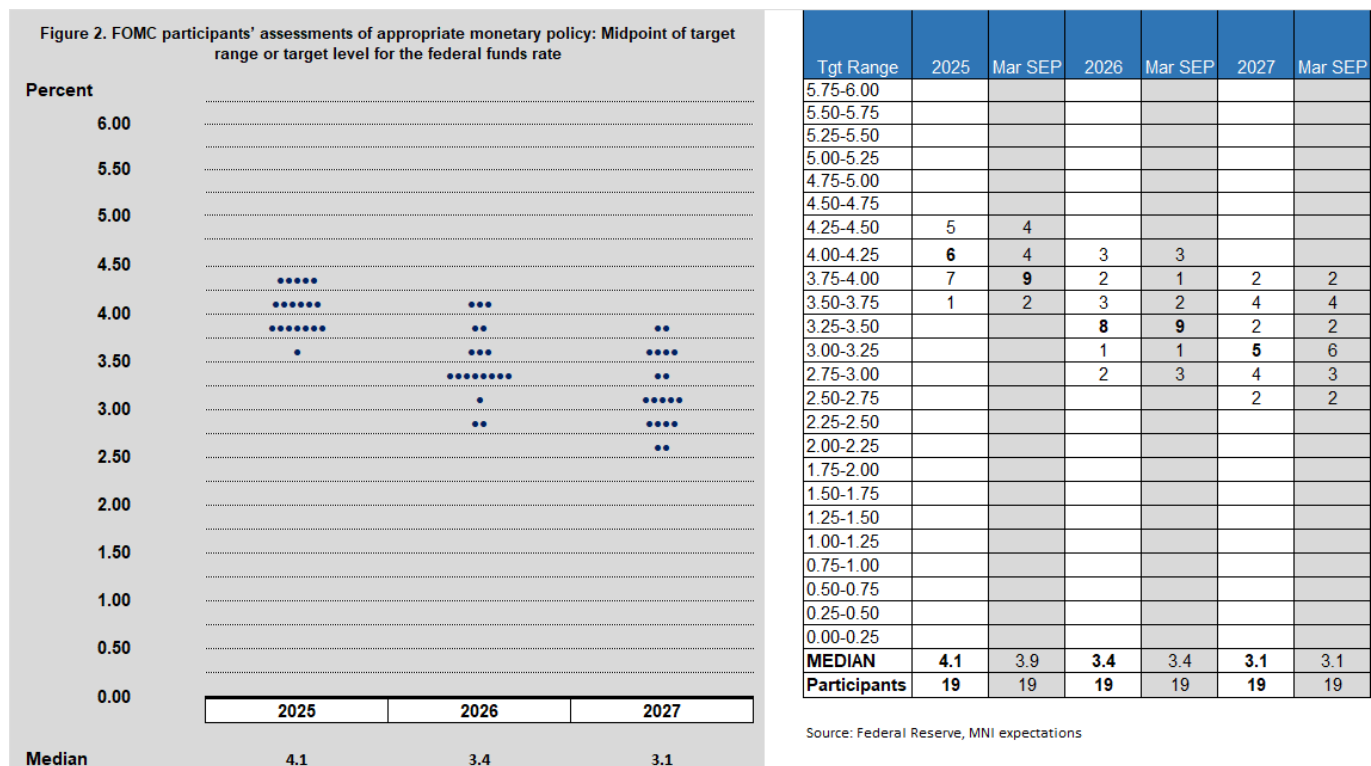 Figure 2. FOMC participants’ assessments of appropriate monetary policy: Midpoint of target
range or target level for the federal funds rate
Percent
6.00
5.50
5.00
4.50
4.00
3.50
3.00
2.50
2.00
1.50
1.00
0.50
0.00
2025 2026 2027
Median 4.1 3.4 3.1
Tgt Range 2025 Mar SEP 2026 Mar SEP 2027 Mar SEP
5.75-6.00
5.50-5.75
5.25-5.50
5.00-5.25
4.75-5.00
4.50-4.75
4.25-4.50 5 4
4.00-4.25 6 4 3 3
3.75-4.00 7 9 2 1 2 2
3.50-3.75 1 2 3 2 4 4
3.25-3.50 8 9 2 2
3.00-3.25 1 1 5 6
2.75-3.00 2 3 4 3
2.50-2.75 2 2
2.25-2.50
2.00-2.25
1.75-2.00
1.50-1.75
1.25-1.50
1.00-1.25
0.75-1.00
0.50-0.75
0.25-0.50
0.00-0.25
MEDIAN 4.1 3.9 3.4 3.4 3.1 3.1
Participants 19 19 19 19 19 19
Source: Federal Reserve, MNI expectations